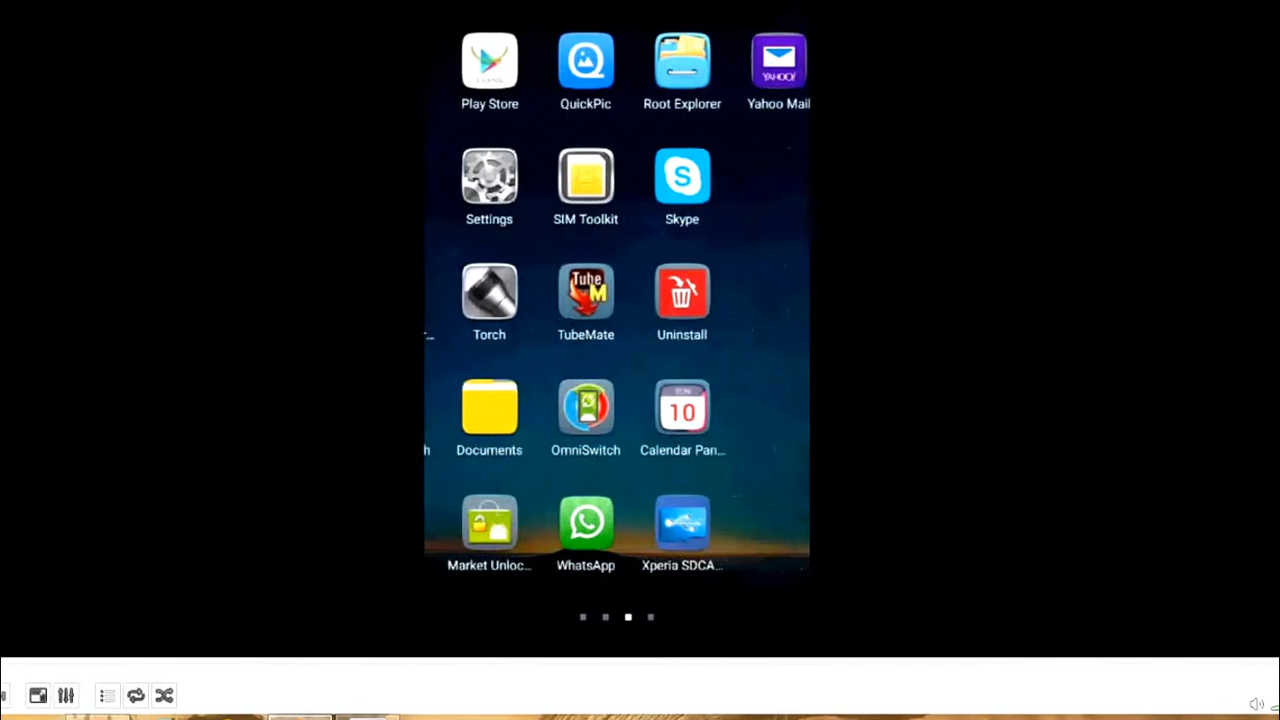 YAHOO!
Play Store
QuickPic
Root Explorer
Yahoo Mail
S
Settings
SIM Toolkit
Skype
Tube
M
Torch
TubeMate
Uninstall
10
h
Documents
OmniSwitch
Calendar Pan...
Market Unloc...
WhatsApp
Xperia SDCA...